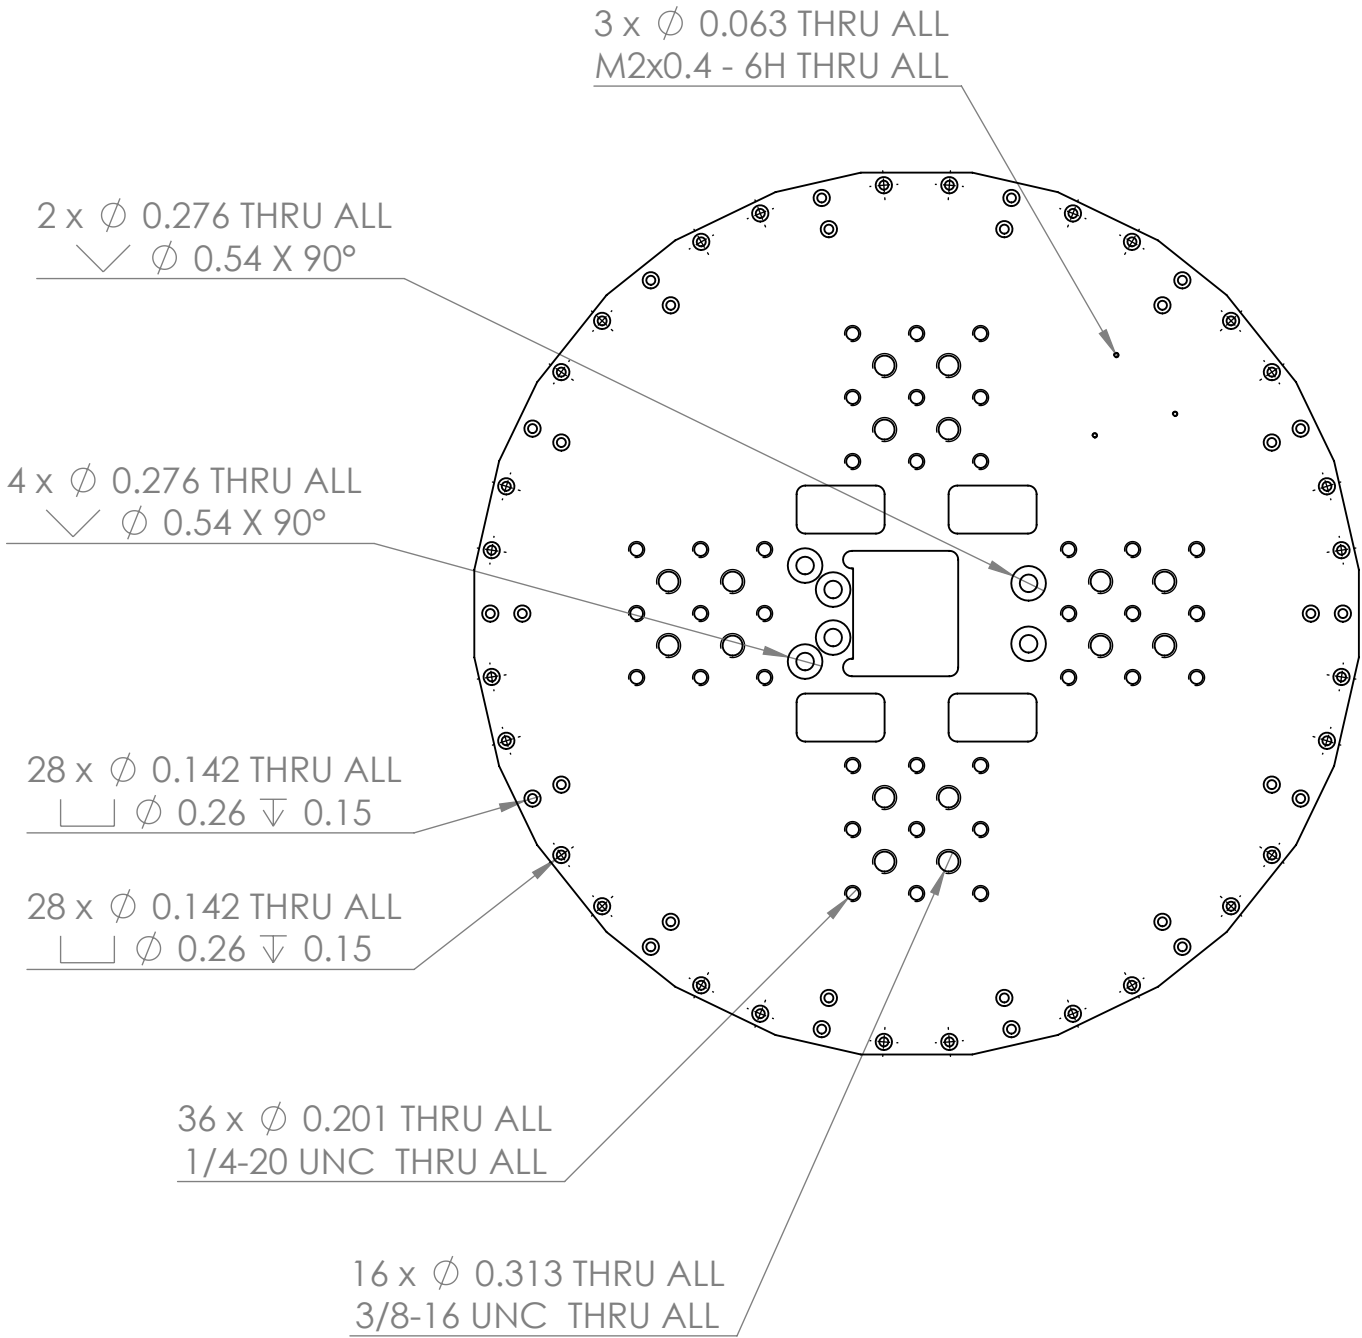 3 x ∅ 0.063 THRU ALL
M2x0.4 - 6H THRU ALL
2 x ∅ 0.276 THRU ALL
⌵ ∅ 0.54 X 90°
4 x ∅ 0.276 THRU ALL
⌵ ∅ 0.54 X 90°
28 x ∅ 0.142 THRU ALL
⌴ ∅ 0.26 ↧ 0.15
28 x ∅ 0.142 THRU ALL
⌴ ∅ 0.26 ↧ 0.15
36 x ∅ 0.201 THRU ALL
1/4-20 UNC THRU ALL
16 x ∅ 0.313 THRU ALL
3/8-16 UNC THRU ALL